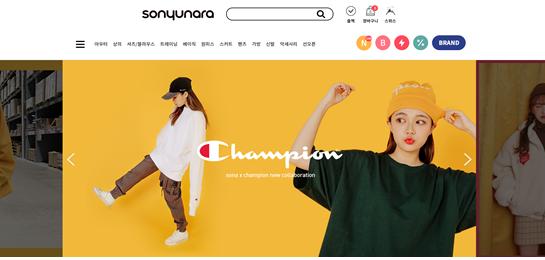 sonyunara
출첵 장바구니 스위스
아우터 상의 셔츠/블라우스 트레이닝 베이직 원피스 스커트 팬츠 가방 신발 악세사리 선오픈
N B % BRAND
Champion
sona x champion new collaboration